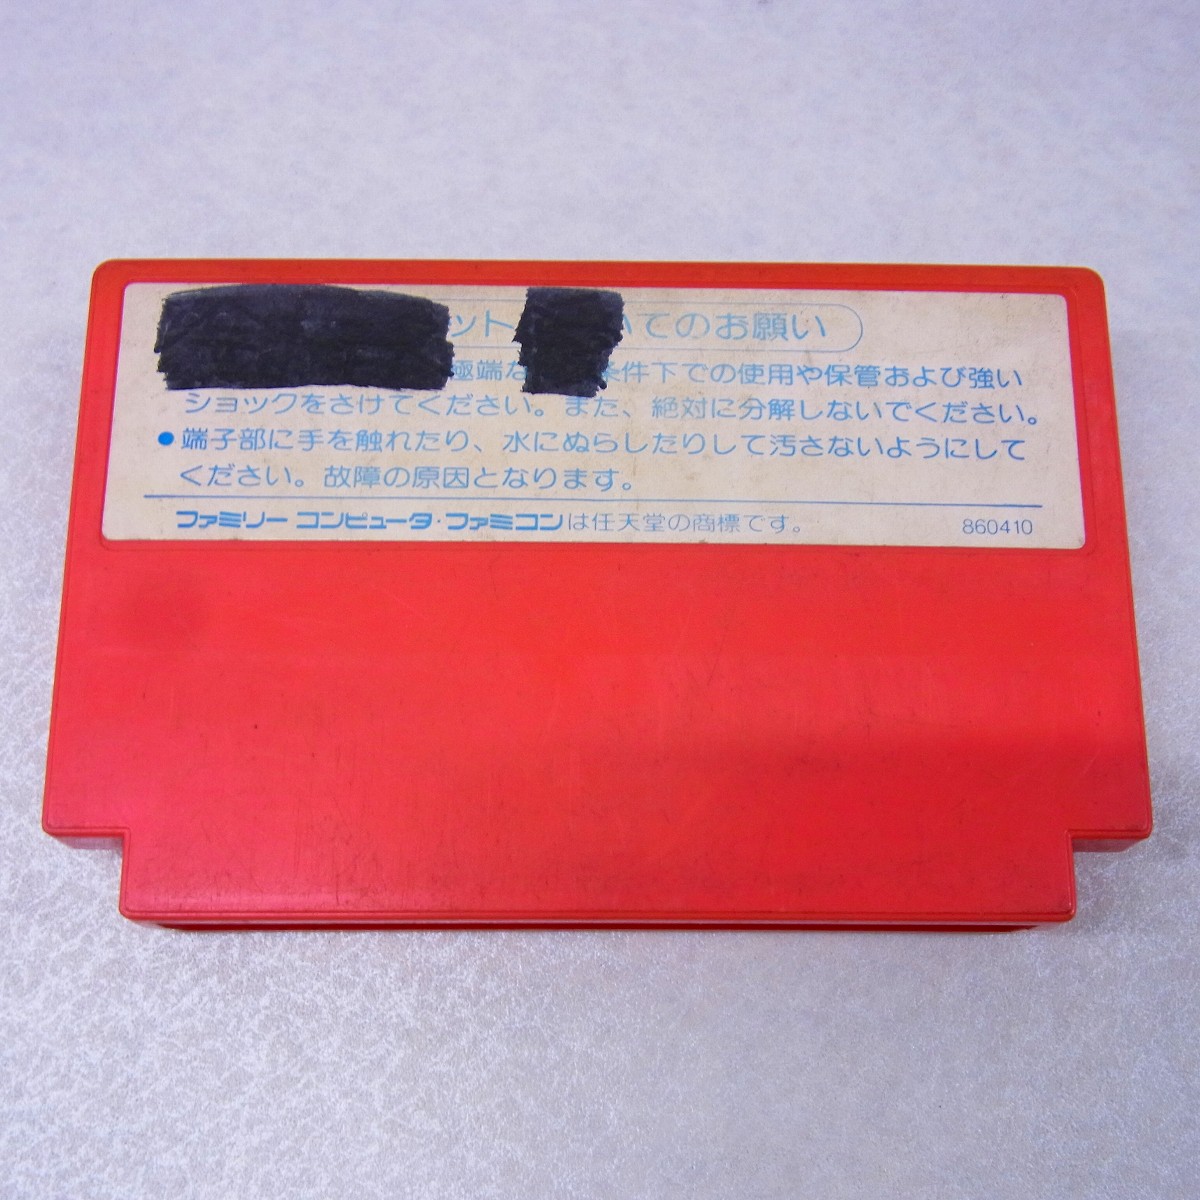 ット いてのお願い
極端な 条件下での使用や保管および強い
ショックをさけてください。また、絶対に分解しないでください。
● 端子部に手を触れたり、水にぬらしたりして汚さないようにして
ください。故障の原因となります。
ファミリー コンピュータ・ファミコンは任天堂の商標です。
860410